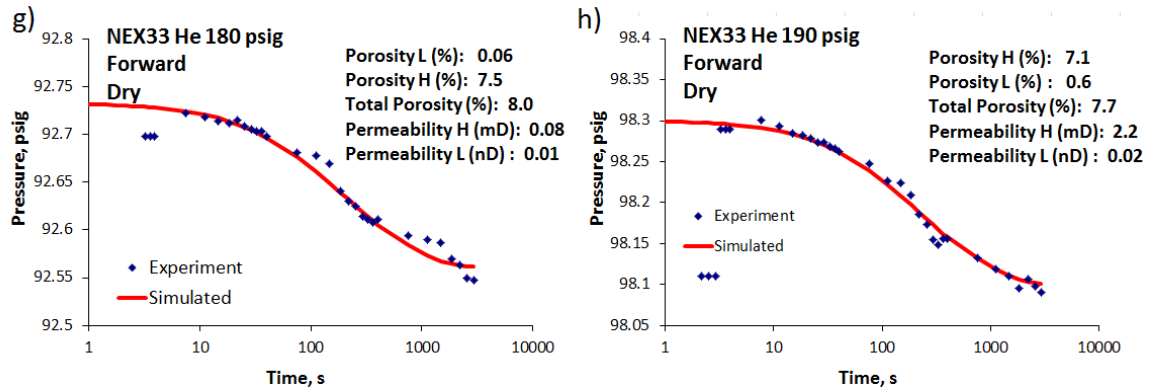 g)
NEX33 He 180 psig
Forward
Dry
Porosity L (%): 0.06
Porosity H (%): 7.5
Total Porosity (%): 8.0
Permeability H (mD): 0.08
Permeability L (nD) : 0.01
92.8
92.75
92.7
92.65
92.6
92.55
92.5
Pressure, psig
Experiment
Simulated
1
10
100
1000
10000
Time, s
h)
NEX33 He 190 psig
Forward
Dry
Porosity H (%): 7.1
Porosity L (%) : 0.6
Total Porosity (%): 7.7
Permeability H (mD): 2.2
Permeability L (nD) : 0.02
98.4
98.35
98.3
98.25
98.2
98.15
98.1
98.05
Pressure, psig
Experiment
Simulated
1
10
100
1000
10000
Time, s